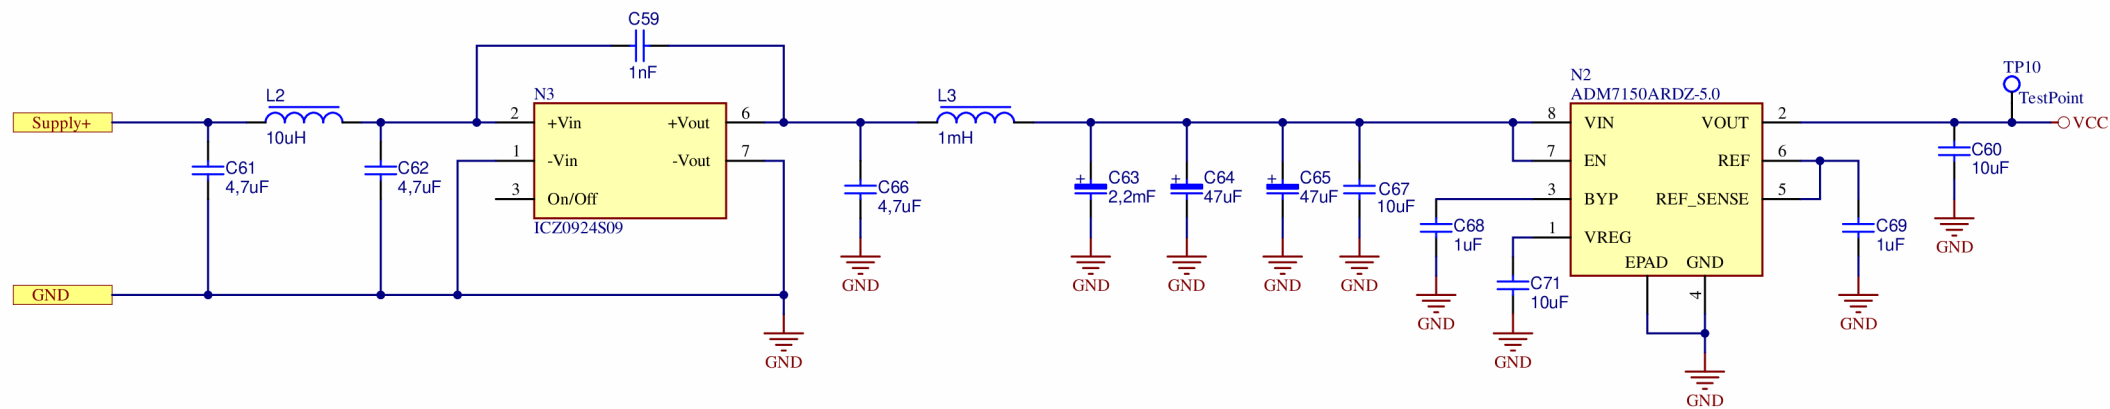 Supply+
GND
C61
4,7uF
L2
10uH
C62
4,7uF
C59
1nF
N3
2
+Vin
1
-Vin
3
On/Off
+Vout
6
-Vout
7
ICZ0924S09
GND
C66
4,7uF
GND
L3
1mH
+
C63
2,2mF
GND
+
C64
47uF
GND
+
C65
47uF
GND
C67
10uF
GND
C68
1uF
GND
C71
10uF
GND
N2
ADM7150ARDZ-5.0
8
VIN
7
EN
3
BYP
1
VREG
VOUT
2
REF
6
REF_SENSE
5
EPAD
GND
4
GND
C69
1uF
GND
C60
10uF
GND
TP10
TestPoint
VCC